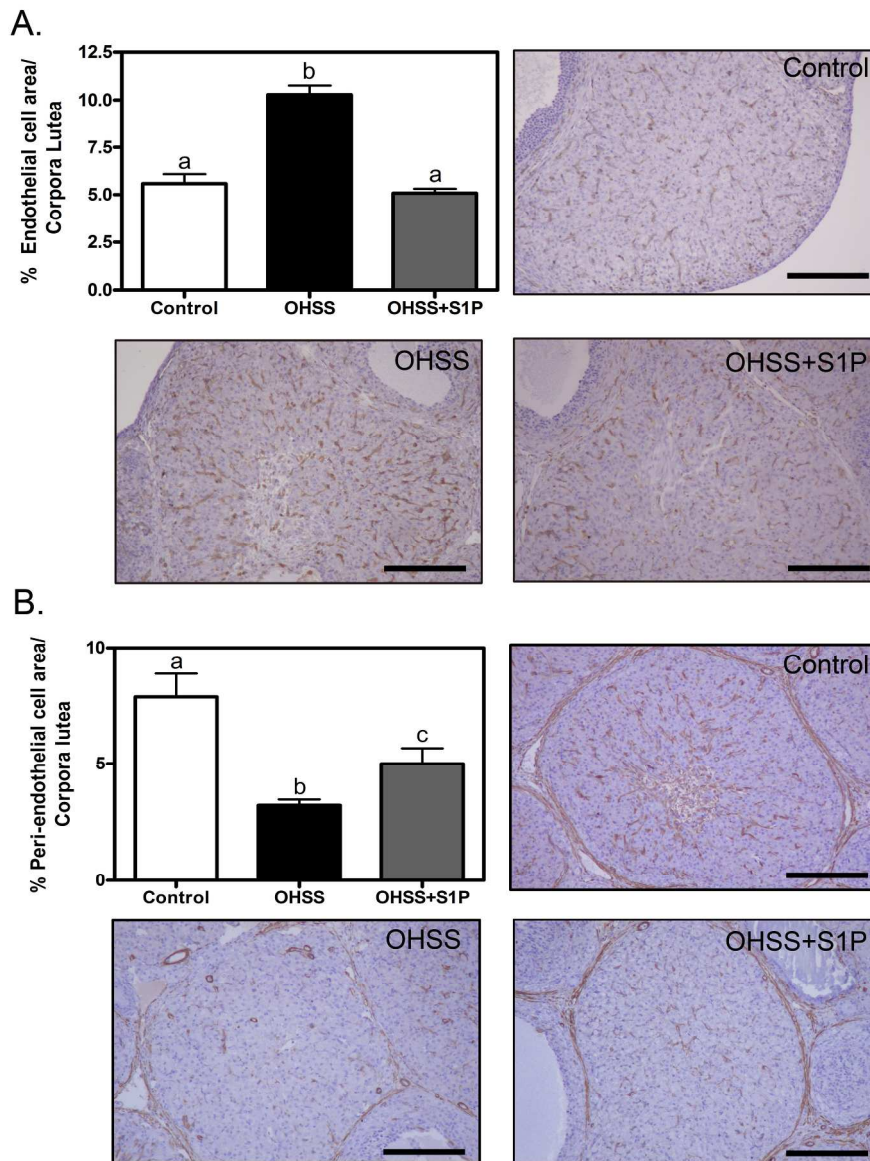 A.
% Endothelial cell area/
Corpora Lutea
12.5
10.0
7.5
5.0
2.5
0.0
a
b
a
Control
OHSS
OHSS+S1P
Control
OHSS
OHSS+S1P
B.
% Peri-endothelial cell area/
Corpora lutea
10
5
0
a
b
c
Control
OHSS
OHSS+S1P
Control
OHSS
OHSS+S1P